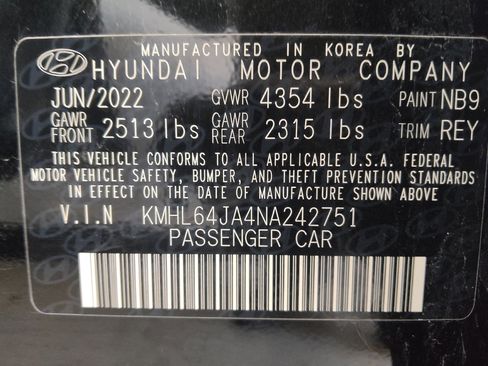 MANUFACTURED IN KOREA BY
HYUNDAI MOTOR COMPANY
JUN/2022 GVWR 4354 lbs PAINT NB9
GAWR FRONT 2513 lbs GAWR REAR 2315 lbs TRIM REY
THIS VEHICLE CONFORMS TO ALL APPLICABLE U.S.A. FEDERAL
MOTOR VEHICLE SAFETY, BUMPER, AND THEFT PREVENTION STANDARDS
IN EFFECT ON THE DATE OF MANUFACTURE SHOWN ABOVE
V.I.N KMHL64JA4NA242751
PASSENGER CAR